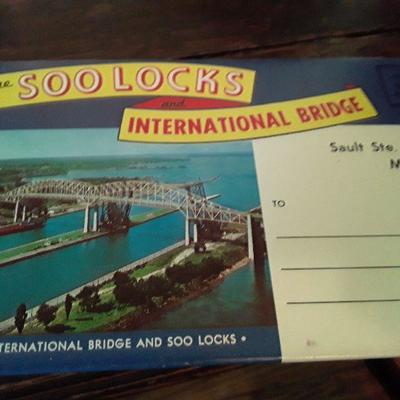 SOO LOCKS
and
INTERNATIONAL BRIDGE
Sault Ste.
TO
INTERNATIONAL BRIDGE AND SOO LOCKS •